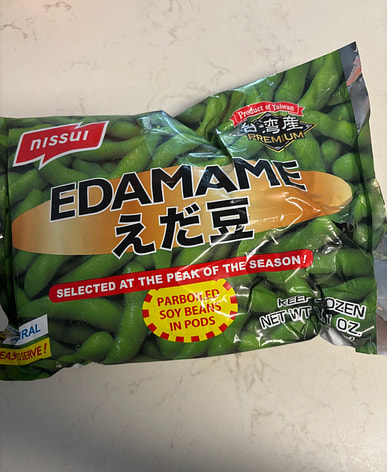 nissui
Product of Taiwan
台湾産
PREMIUM
EDAMAME
えだ豆
SELECTED AT THE PEAK OF THE SEASON!
PARBOILED
SOY BEANS
IN PODS
KEEP FROZEN
NET WT. OZ.
SERVE!